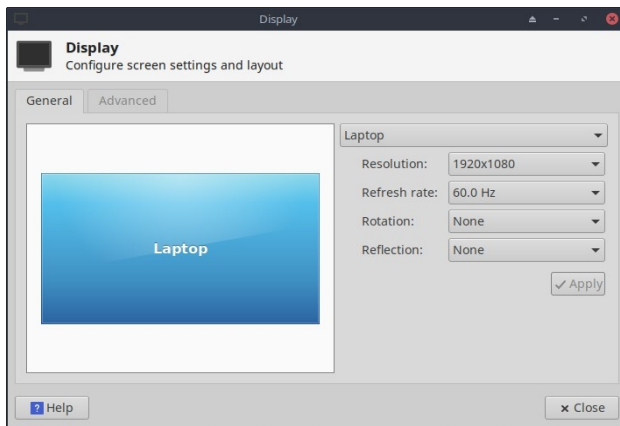 Display
Display
Configure screen settings and layout
General Advanced
Laptop
Laptop
Resolution: 1920x1080
Refresh rate: 60.0 Hz
Rotation: None
Reflection: None
Apply
? Help
Close